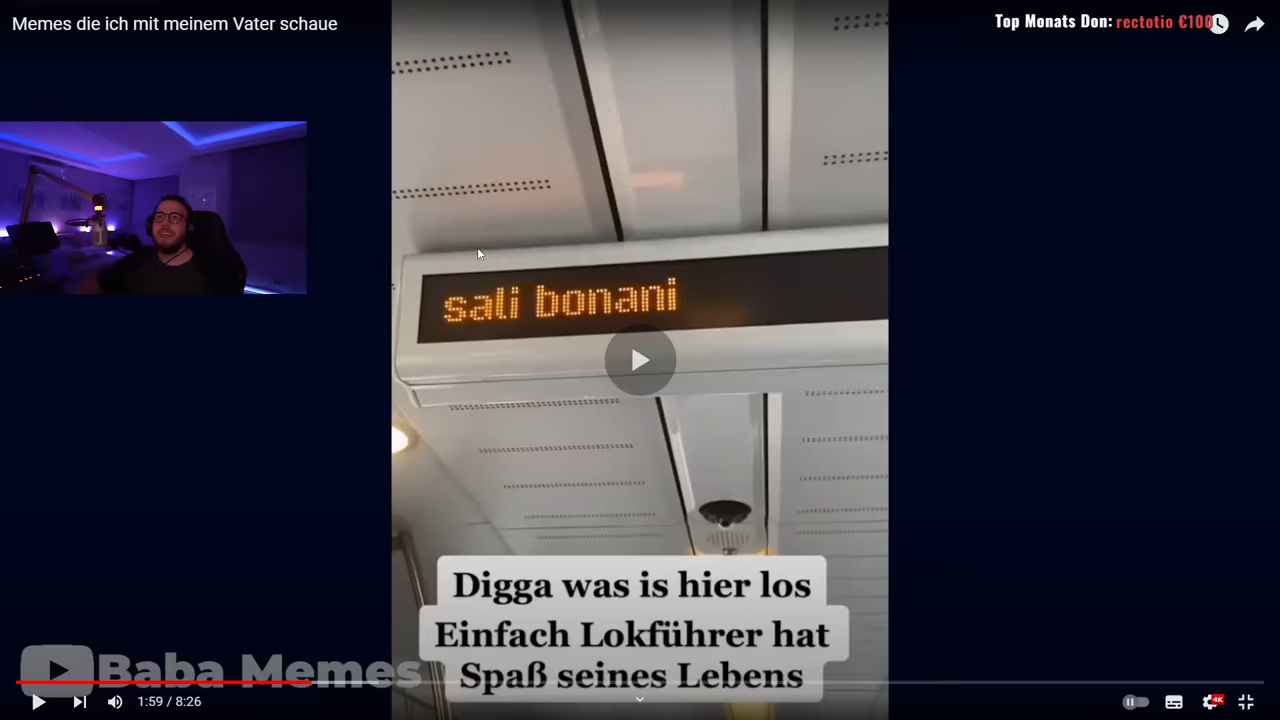 Memes die ich mit meinem Vater schaue
Top Monats Don: rectotio €100
sali bonani
Digga was is hier los
Einfach Lokführer hat
Spaß seines Lebens
Baba Memes
1:59 / 8:26
4K